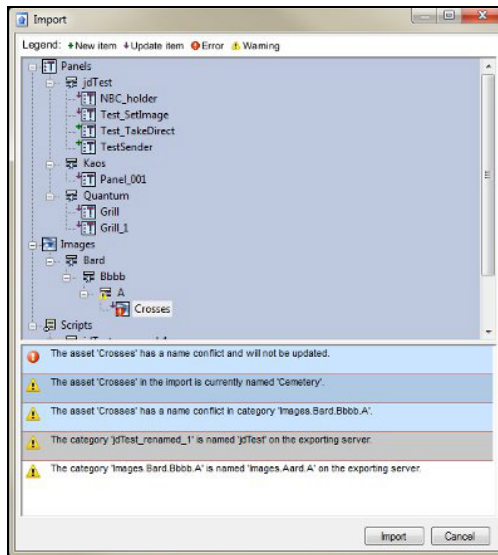 Import
Legend: +New item +Update item Error Warning
Panels
jdTest
NBC_holder
Test_SetImage
Test_TakeDirect
TestSender
Kaos
Panel_001
Quantum
Grill
Grill_1
Images
Bard
Bbbb
A
Crosses
Scripts
The asset 'Crosses' has a name conflict and will not be updated.
The asset 'Crosses' in the import is currently named 'Cemetery'.
The asset 'Crosses' has a name conflict in category 'Images.Bard.Bbbb.A'.
The category 'jdTest_renamed_1' is named 'jdTest' on the exporting server.
The category 'Images.Bard.Bbbb.A' is named 'Images.Aard.A' on the exporting server.
Import Cancel